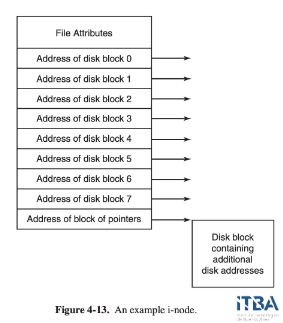 File Attributes
Address of disk block 0
Address of disk block 1
Address of disk block 2
Address of disk block 3
Address of disk block 4
Address of disk block 5
Address of disk block 6
Address of disk block 7
Address of block of pointers
Disk block
containing
additional
disk addresses
Figure 4-13. An example i-node.
ITBA